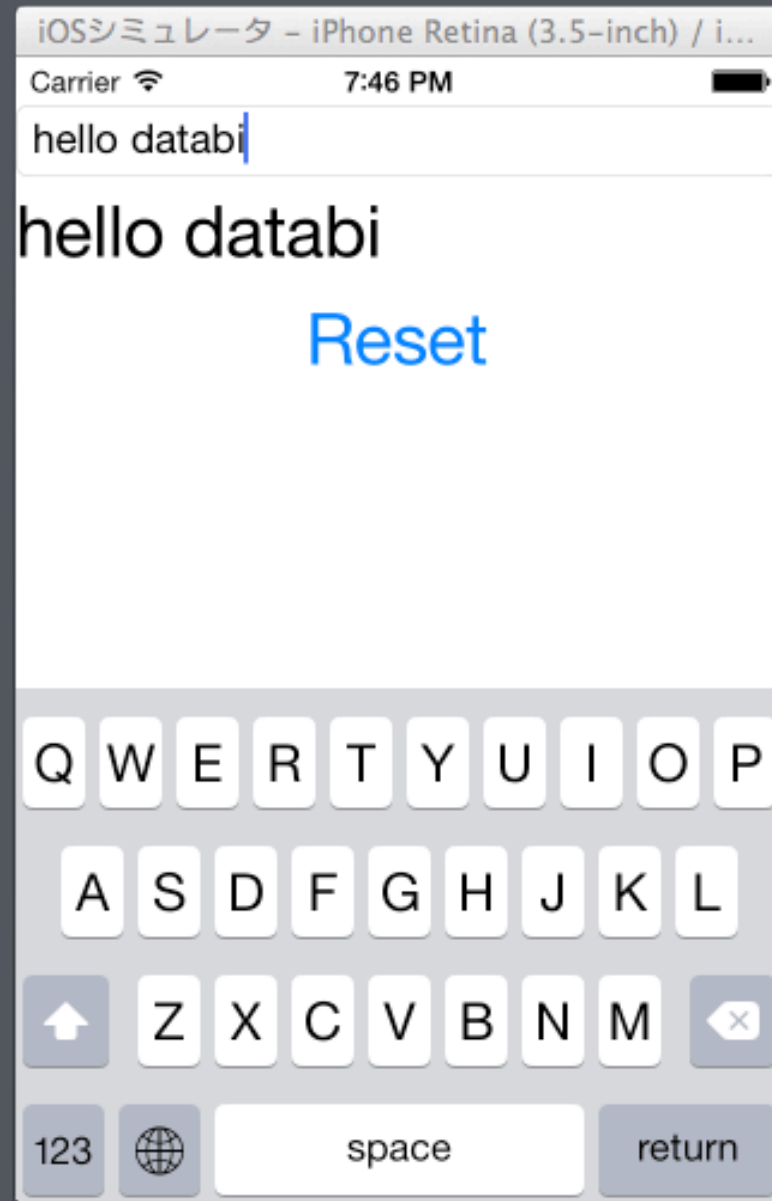 iOSシミュレータ – iPhone Retina (3.5-inch) / i...
Carrier 7:46 PM
hello databi
hello databi
Reset
Q W E R T Y U I O P
A S D F G H J K L
Z X C V B N M
123 space return